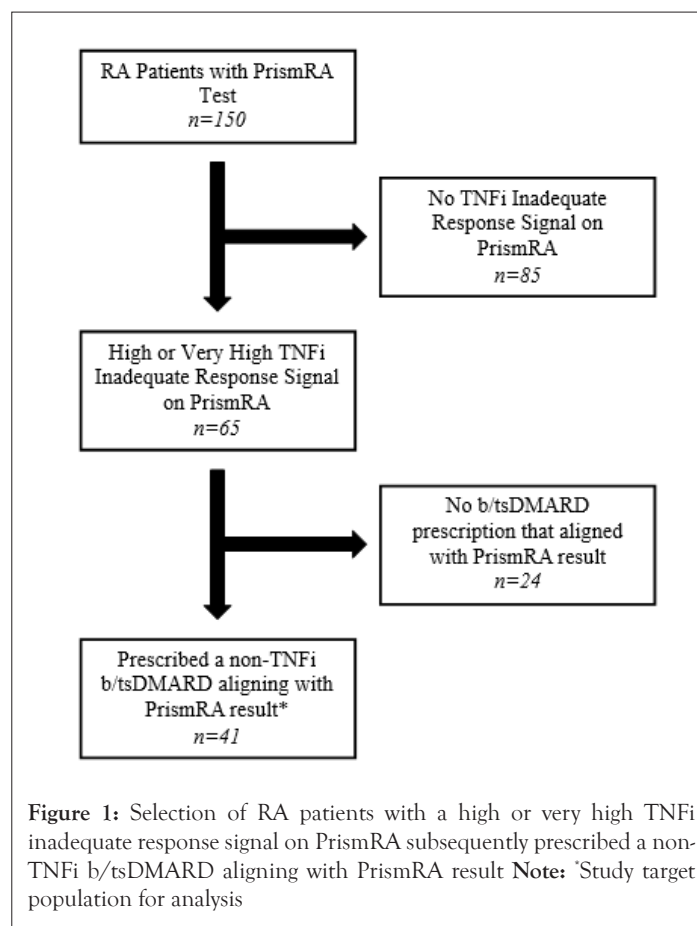 RA Patients with PrismRA
Test
n=150
No TNFi Inadequate
Response Signal on
PrismRA
n=85
High or Very High TNFi
Inadequate Response Signal
on PrismRA
n=65
No b/tsDMARD
prescription that aligned
with PrismRA result
n=24
Prescribed a non-TNFi
b/tsDMARD aligning with
PrismRA result*
n=41
Figure 1: Selection of RA patients with a high or very high TNFi
inadequate response signal on PrismRA subsequently prescribed a non-
TNFi b/tsDMARD aligning with PrismRA result Note: *Study target
population for analysis